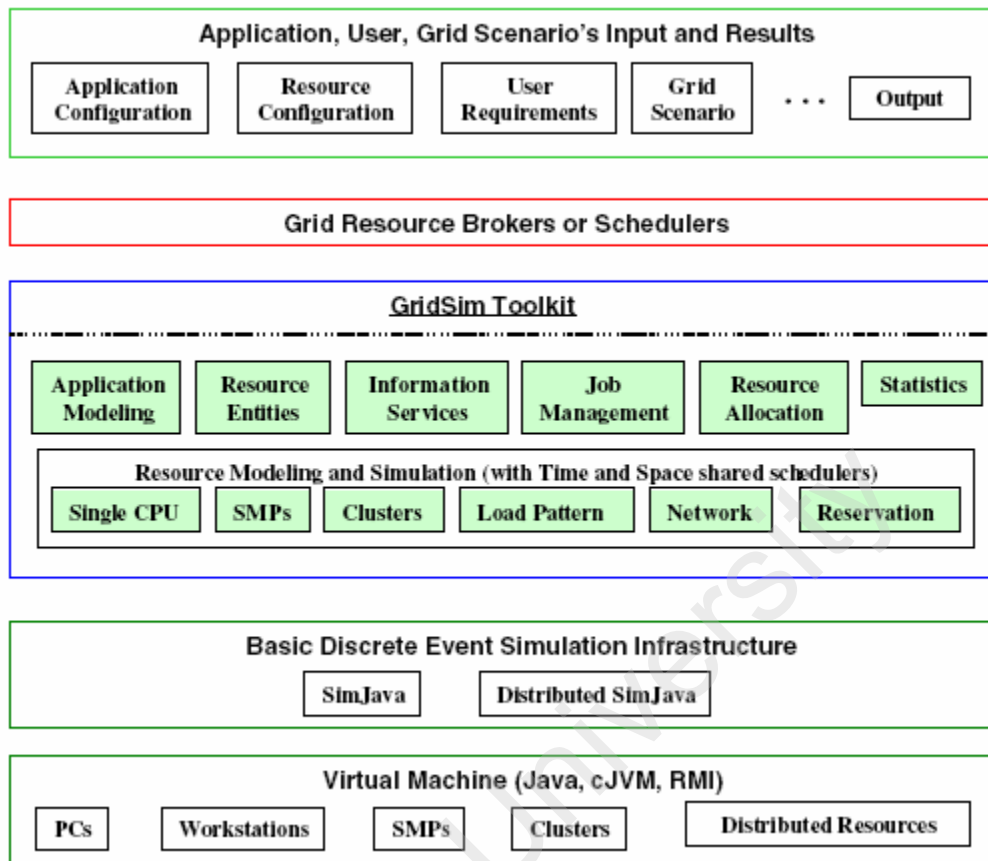 Application, User, Grid Scenario's Input and Results
Application
Configuration
Resource
Configuration
User
Requirements
Grid
Scenario
. . .
Output
Grid Resource Brokers or Schedulers
GridSim Toolkit
Application
Modeling
Resource
Entities
Information
Services
Job
Management
Resource
Allocation
Statistics
Resource Modeling and Simulation (with Time and Space shared schedulers)
Single CPU
SMPs
Clusters
Load Pattern
Network
Reservation
Basic Discrete Event Simulation Infrastructure
SimJava
Distributed SimJava
Virtual Machine (Java, cJVM, RMI)
PCs
Workstations
SMPs
Clusters
Distributed Resources
University